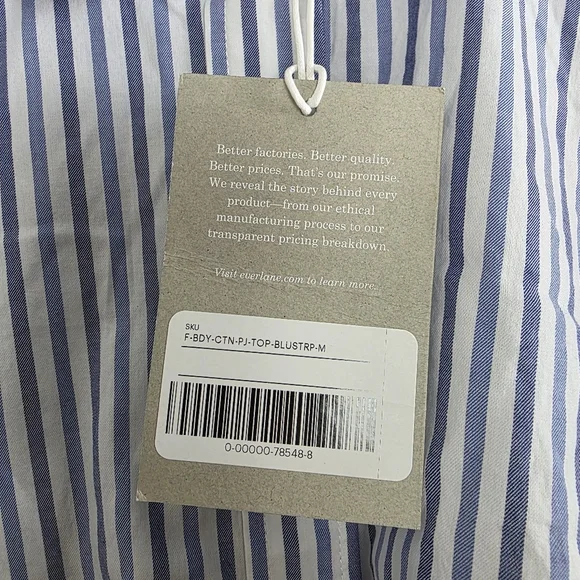 Better factories. Better quality.
Better prices. That's our promise.
We reveal the story behind every
product—from our ethical
manufacturing process to our
transparent pricing breakdown.
Visit everlane.com to learn more.
SKU
F-BDY-CTN-PJ-TOP-BLUSTRP-M
0-00000-78548-8